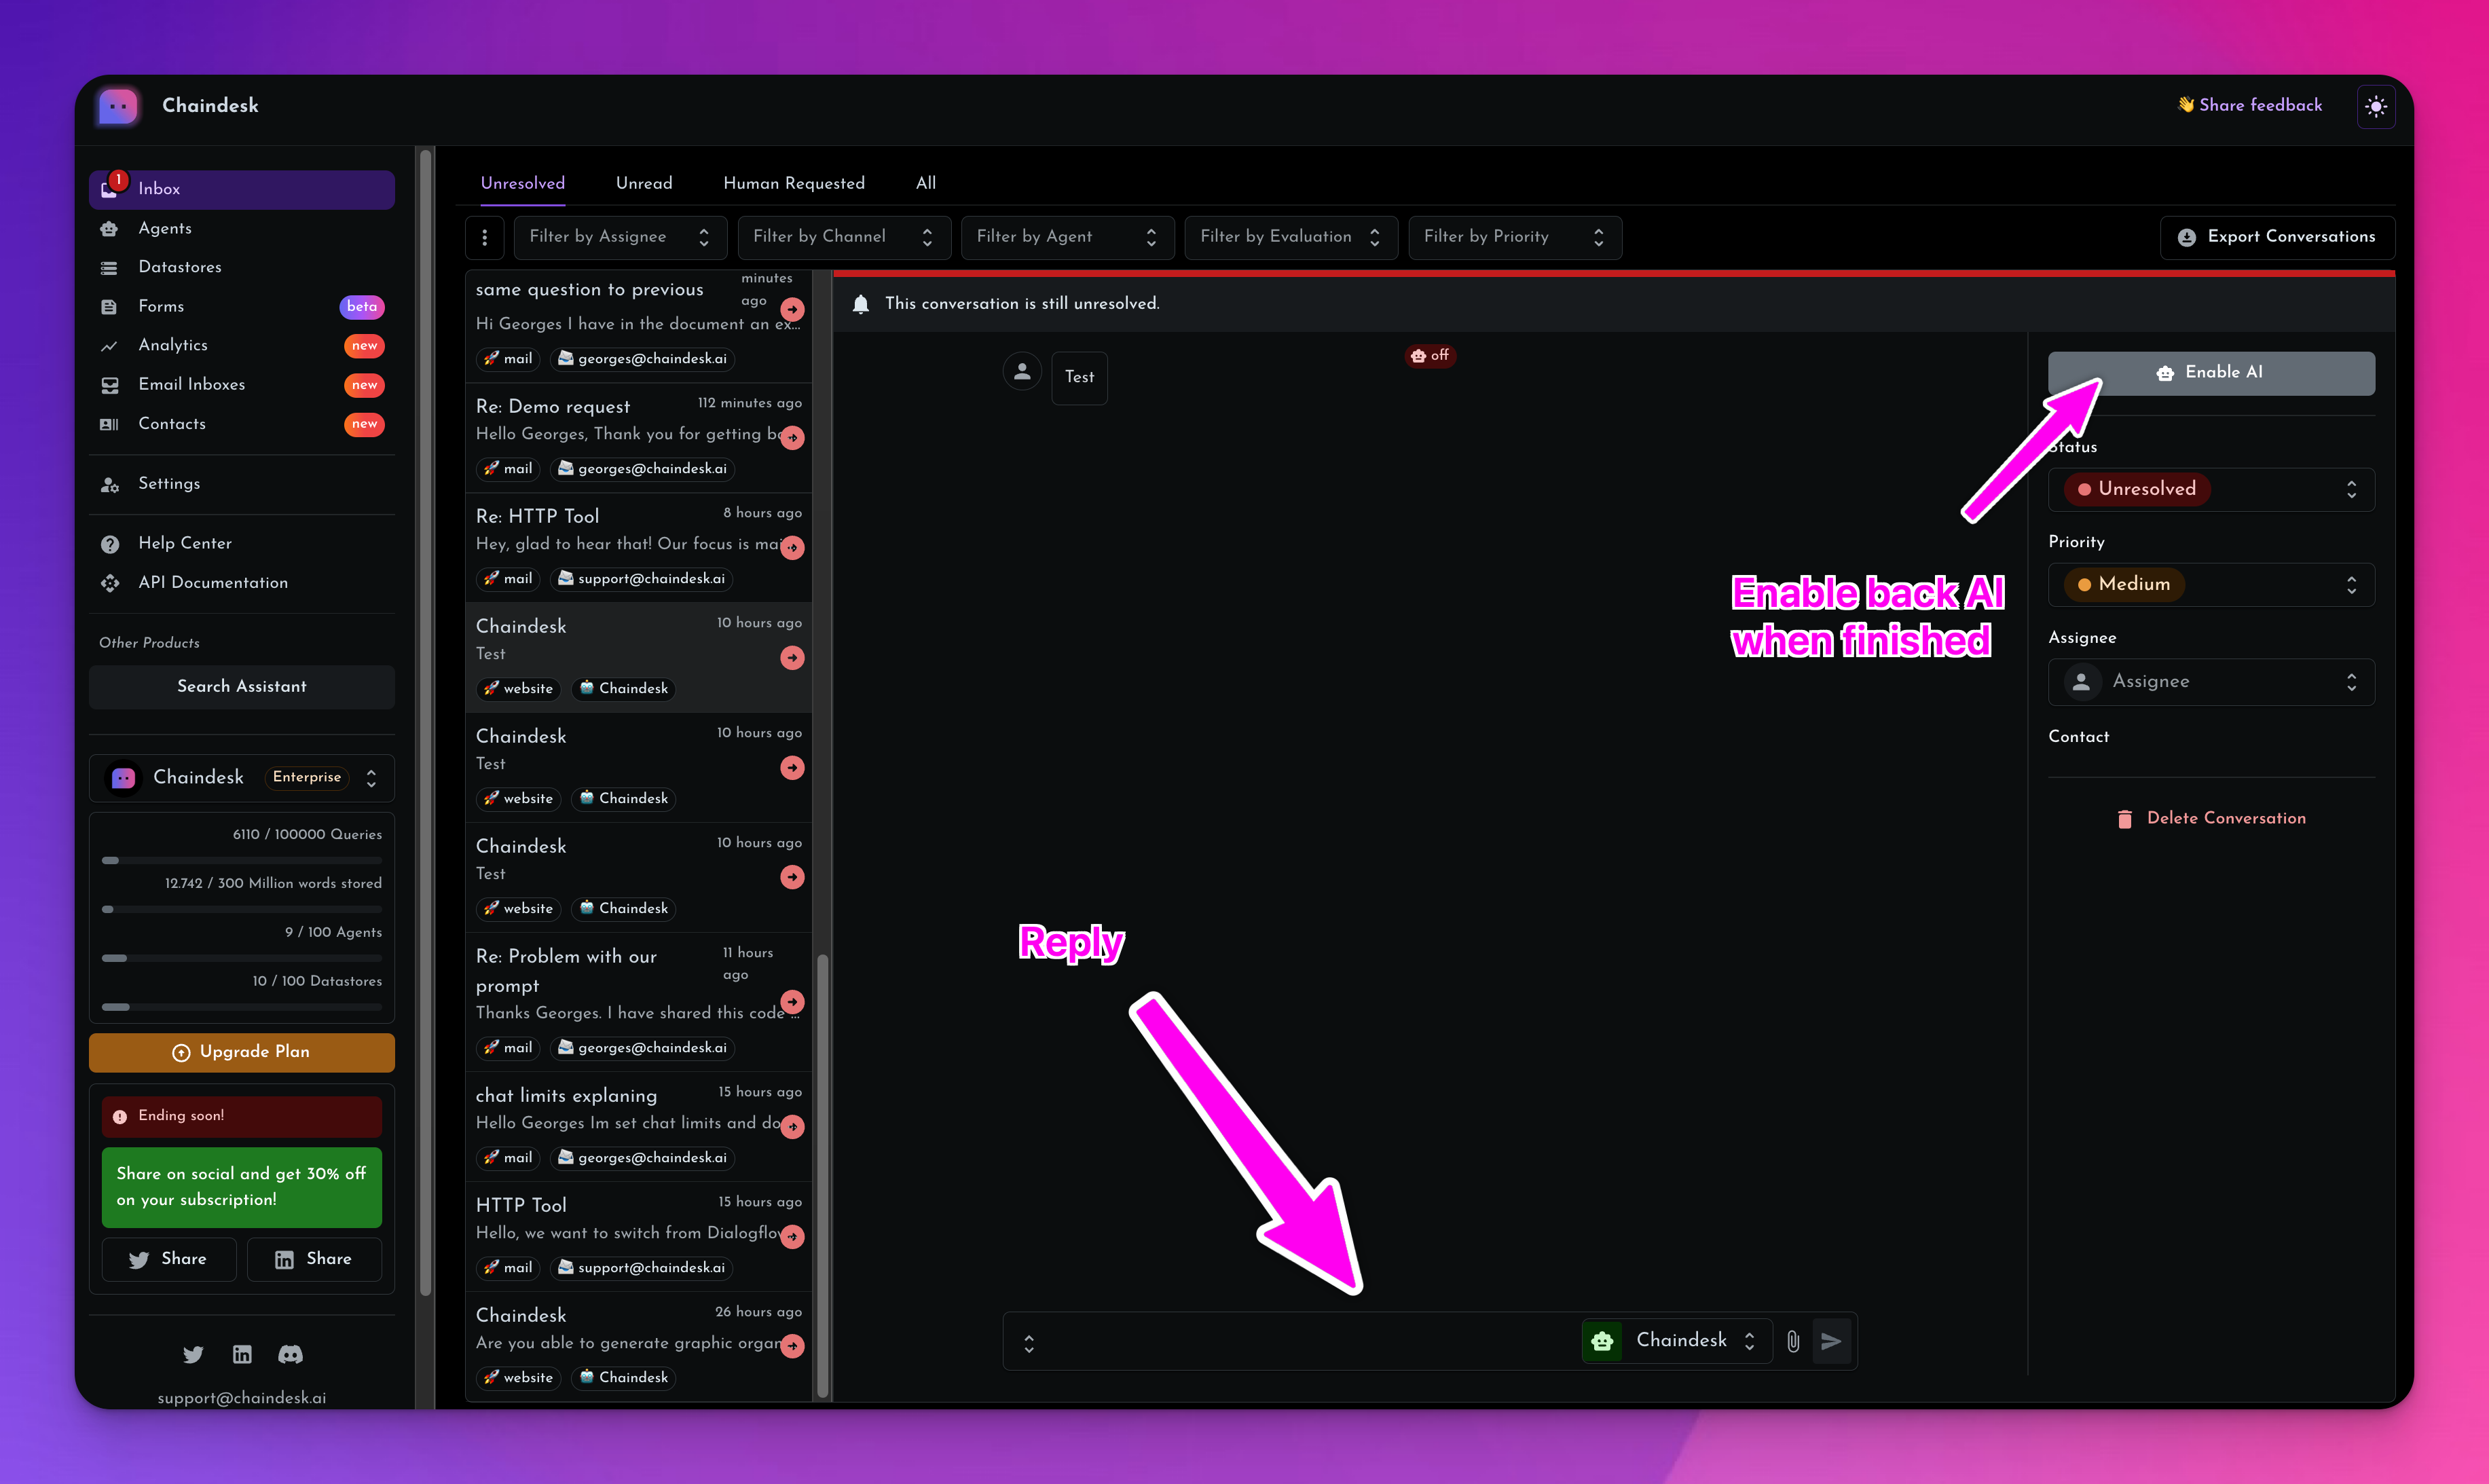 Chaindesk
👋 Share feedback
1
Inbox
Agents
Datastores
Forms
beta
Analytics
new
Email Inboxes
new
Contacts
new
Settings
Help Center
API Documentation
Other Products
Search Assistant
Chaindesk
Enterprise
6110 / 100000 Queries
12.742 / 300 Million words stored
9 / 100 Agents
10 / 100 Datastores
Upgrade Plan
Ending soon!
Share on social and get 30% off
on your subscription!
Share
Share
support@chaindesk.ai
Unresolved
Unread
Human Requested
All
Filter by Assignee
Filter by Channel
Filter by Agent
Filter by Evaluation
Filter by Priority
Export Conversations
same question to previous
minutes
ago
Hi Georges I have in the document an ex...
🚀 mail
georges@chaindesk.ai
Re: Demo request
112 minutes ago
Hello Georges, Thank you for getting
🚀 mail
georges@chaindesk.ai
Re: HTTP Tool
8 hours ago
Hey, glad to hear that! Our focus is
🚀 mail
support@chaindesk.ai
Chaindesk
10 hours ago
Test
🚀 website
Chaindesk
Chaindesk
10 hours ago
Test
🚀 website
Chaindesk
Chaindesk
10 hours ago
Test
🚀 website
Chaindesk
Re: Problem with our
prompt
11 hours
ago
Thanks Georges. I have shared this code ...
🚀 mail
georges@chaindesk.ai
chat limits explaning
15 hours ago
Hello Georges Im set chat limits and do
🚀 mail
georges@chaindesk.ai
HTTP Tool
15 hours ago
Hello, we want to switch from Dialogflo
🚀 mail
support@chaindesk.ai
Chaindesk
26 hours ago
Are you able to generate graphic organ
🚀 website
Chaindesk
This conversation is still unresolved.
Test
off
Reply
Chaindesk
Enable back AI
when finished
Enable AI
Status
Unresolved
Priority
Medium
Assignee
Assignee
Contact
Delete Conversation